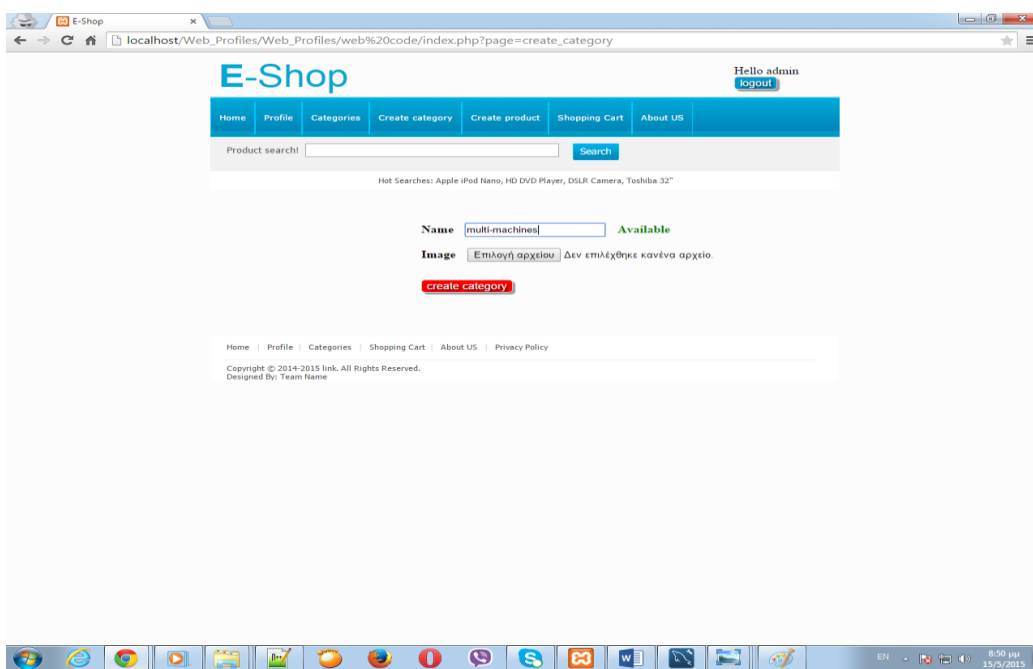 E-Shop
localhost/Web_Profiles/Web_Profiles/web%20code/index.php?page=create_category
E-Shop
Hello admin
logout
Home Profile Categories Create category Create product Shopping Cart About US
Product search! Search
Hot Searches: Apple iPod Nano, HD DVD Player, DSLR Camera, Toshiba 32"
Name multi-machines Available
Image Επιλογή αρχείου Δεν επιλέχθηκε κανένα αρχείο.
create category
Home | Profile | Categories | Shopping Cart | About US | Privacy Policy
Copyright © 2014-2015 link. All Rights Reserved.
Designed By: Team Name
EN 8:50 μμ
15/5/2015